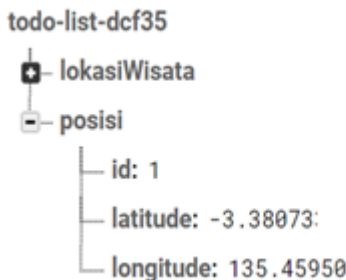 todo-list-dcf35
lokasiWisata
posisi
id: 1
latitude: -3.38073
longitude: 135.45950